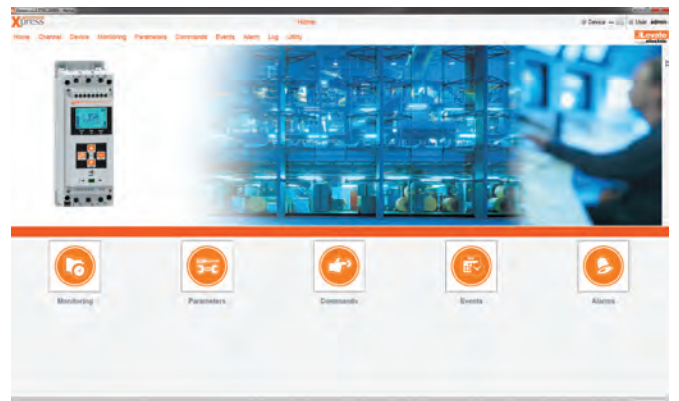 Xpress
Home
Device
User Admin
Home Channel Device Monitoring Parameters Commands Events Alarm Log Utility
Lovato
electric
Monitoring
Parameters
Commands
Events
Alarms